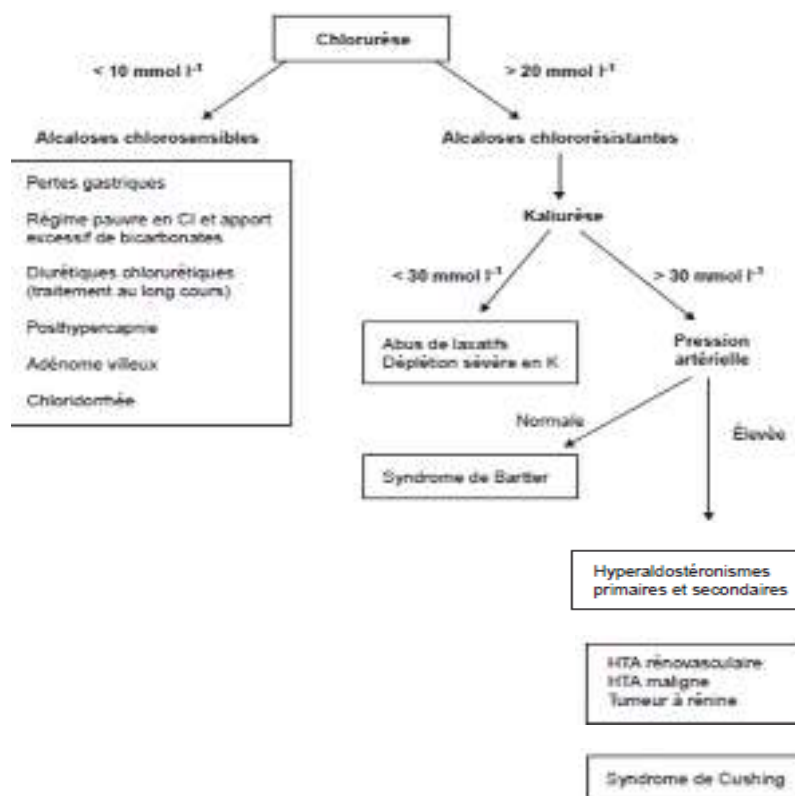 Chlorurèse
< 10 mmol l-1
> 20 mmol l-1
Alcaloses chlorosensibles
Alcaloses chlororésistantes
Pertes gastriques
Régime pauvre en Cl et apport
excessif de bicarbonates
Diurétiques chlorurétiques
(traitement au long cours)
Posthypercapnie
Adénome villeux
Chloridorrhée
Kaliurèse
< 30 mmol l-1
> 30 mmol l-1
Abus de laxatifs
Déplétion sévère en K
Pression
artérielle
Normale
Élevée
Syndrome de Bartter
Hyperaldostéronismes
primaires et secondaires
HTA rénovasculaire
HTA maligne
Tumeur à rénine
Syndrome de Cushing